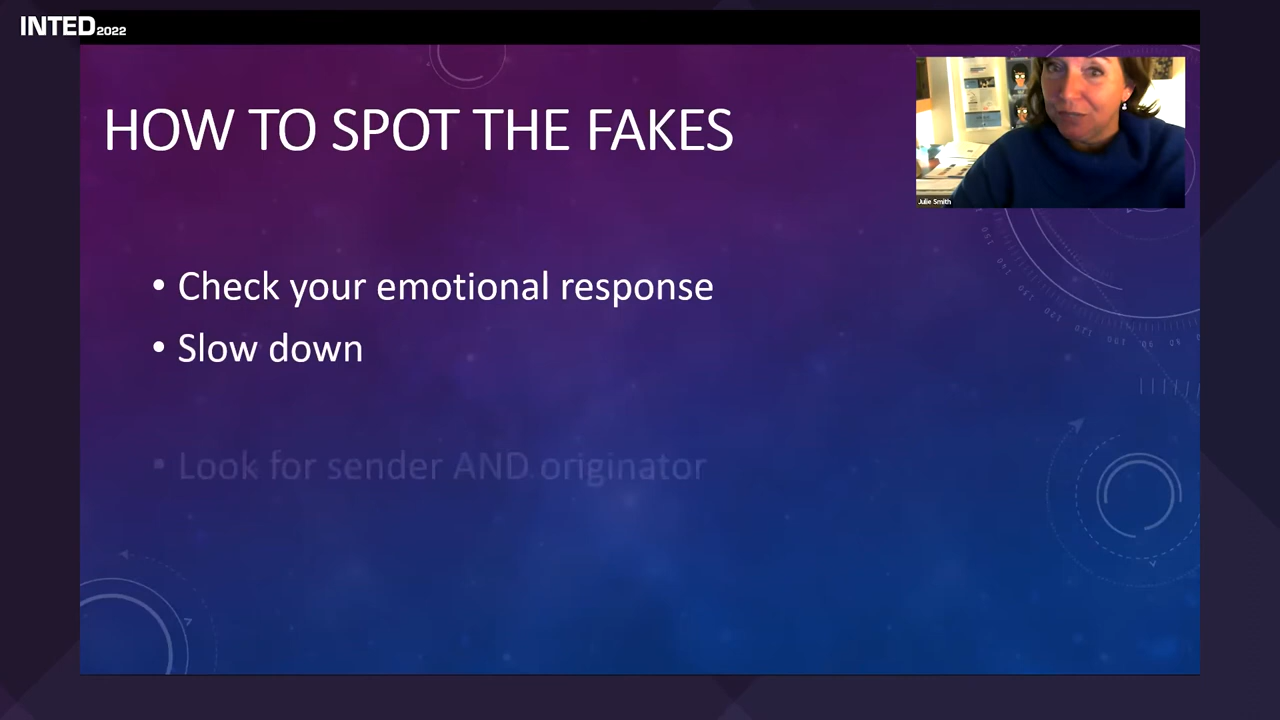 INTED2022
HOW TO SPOT THE FAKES
Julie Smith
• Check your emotional response
• Slow down
▪ Look for sender AND originator